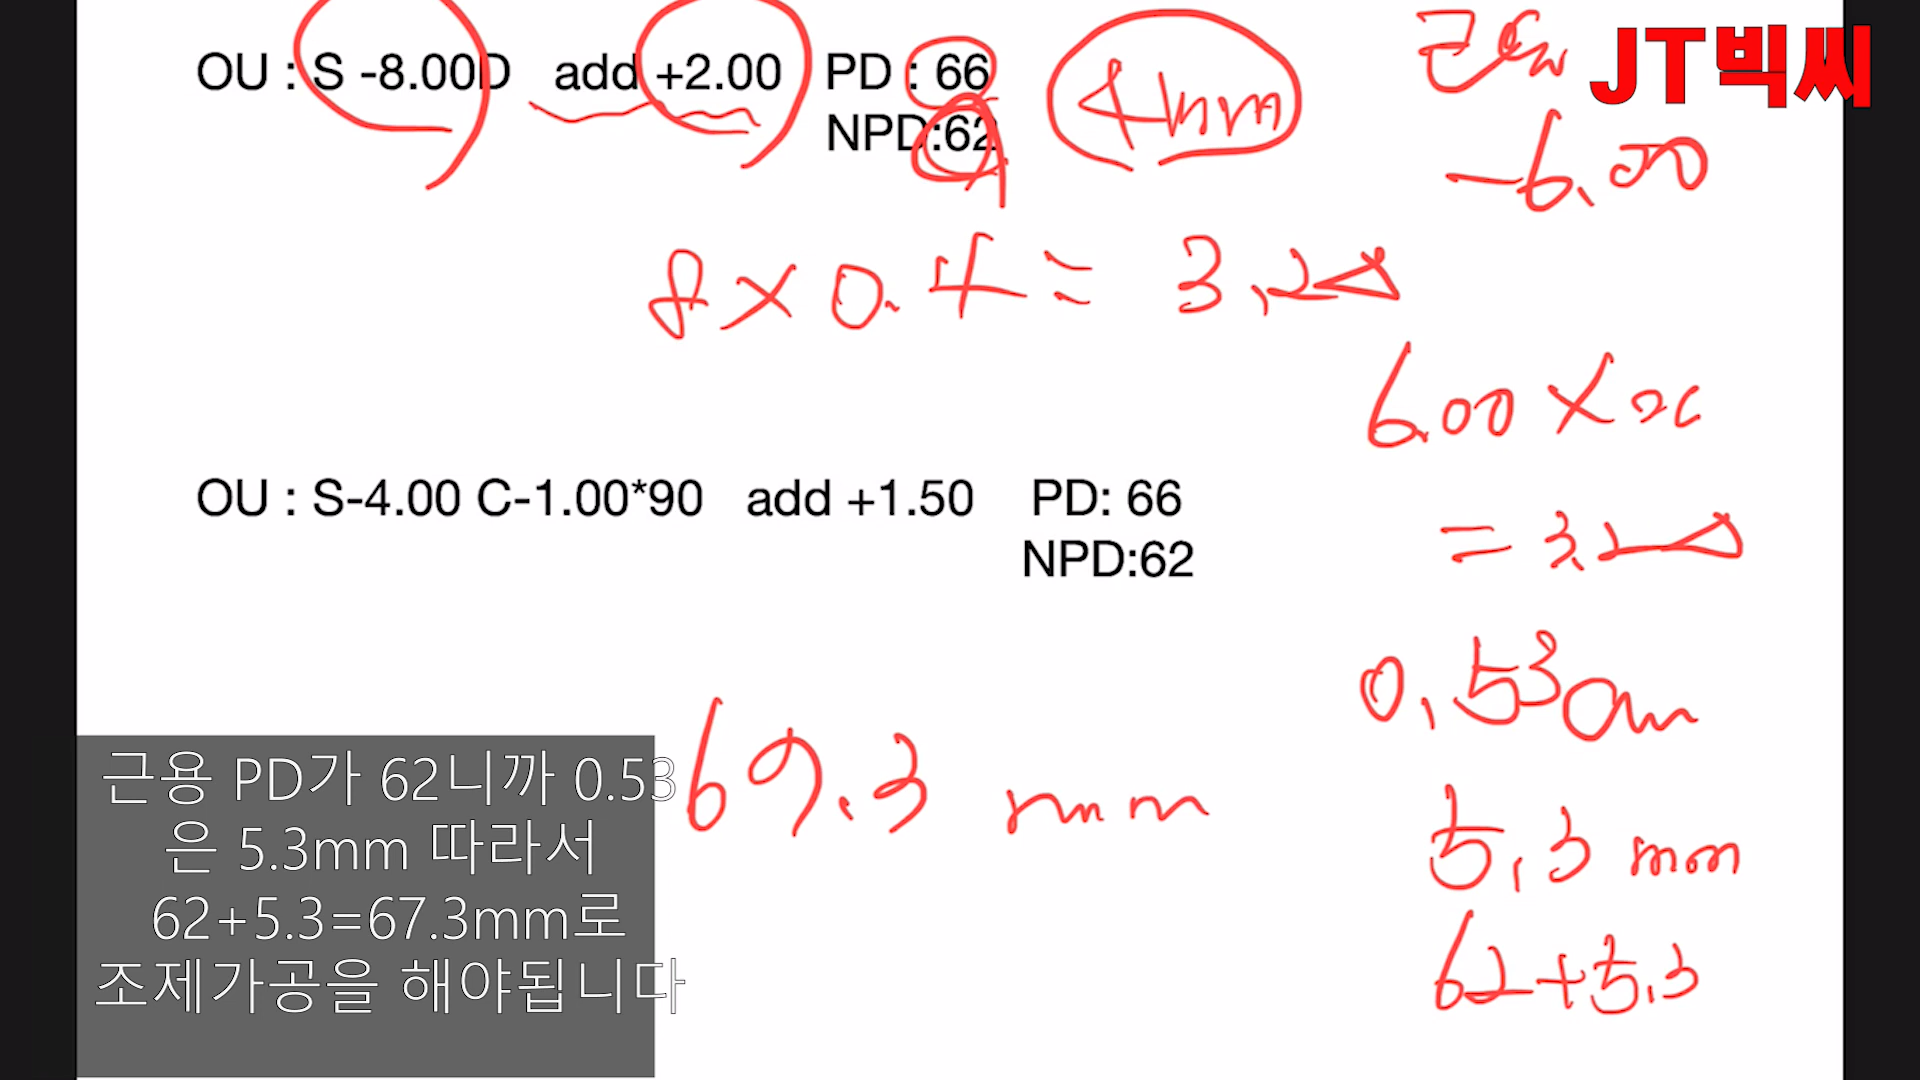 OU : S -8.00D add +2.00 PD : 66
NPD:62
4mm
-6.00
JT빅씨
8 x 0.4 = 3.2△
6.00 x x
= 3.2△
OU : S-4.00 C-1.00*90 add +1.50 PD: 66
NPD:62
0.53cm
67.3 mm
5.3 mm
62+5.3
근용 PD가 62니까 0.53
은 5.3mm 따라서
62+5.3=67.3mm로
조제가공을 해야됩니다